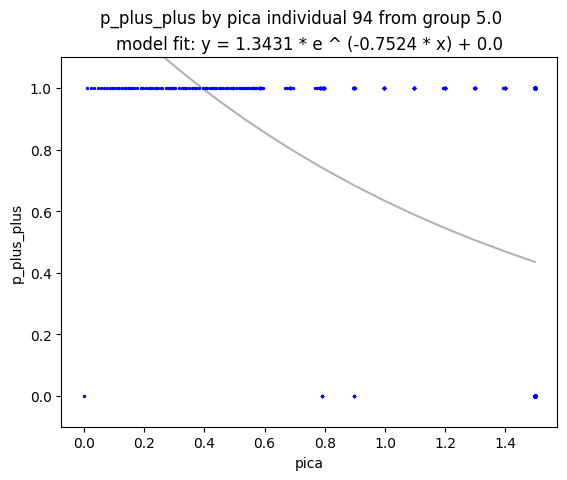 p_plus_plus by pica individual 94 from group 5.0
model fit: y = 1.3431 * e ^ (-0.7524 * x) + 0.0
1.0
0.8
0.6
0.4
0.2
0.0
p_plus_plus
0.0 0.2 0.4 0.6 0.8 1.0 1.2 1.4
pica